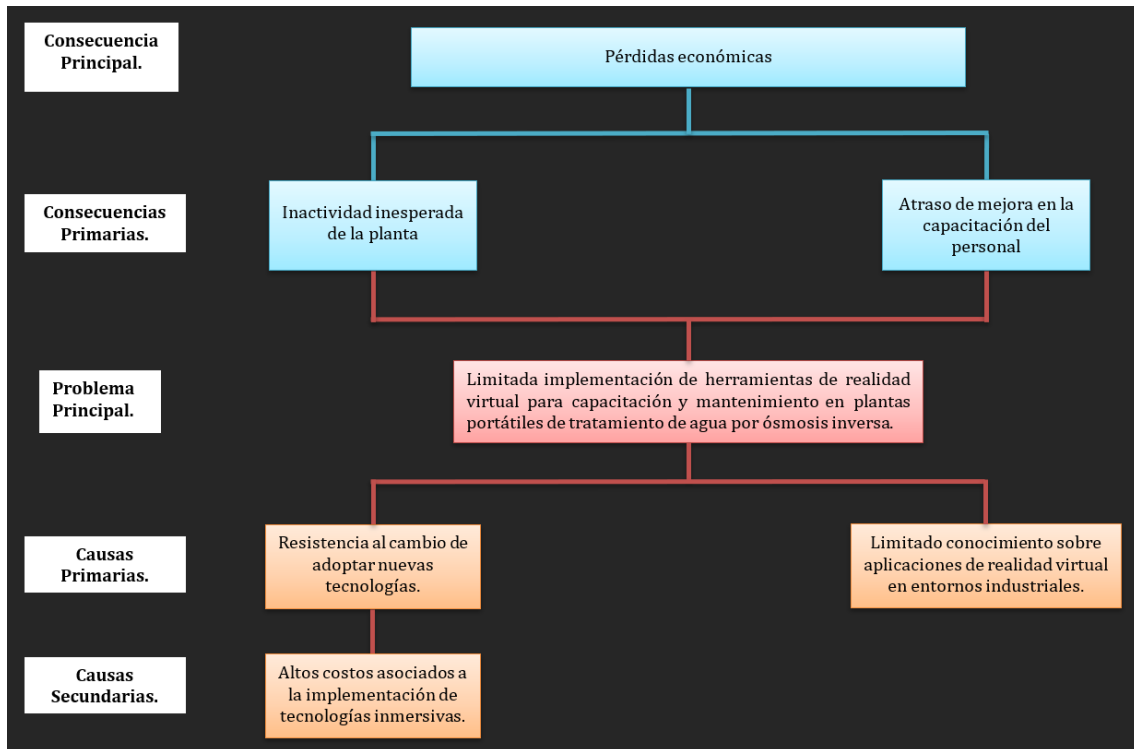 Consecuencia
Principal.
Pérdidas económicas
Consecuencias
Primarias.
Inactividad inesperada
de la planta
Atraso de mejora en la
capacitación del
personal
Problema
Principal.
Limitada implementación de herramientas de realidad
virtual para capacitación y mantenimiento en plantas
portátiles de tratamiento de agua por ósmosis inversa.
Causas
Primarias.
Resistencia al cambio de
adoptar nuevas
tecnologías.
Limitado conocimiento sobre
aplicaciones de realidad virtual
en entornos industriales.
Causas
Secundarias.
Altos costos asociados a
la implementación de
tecnologías inmersivas.